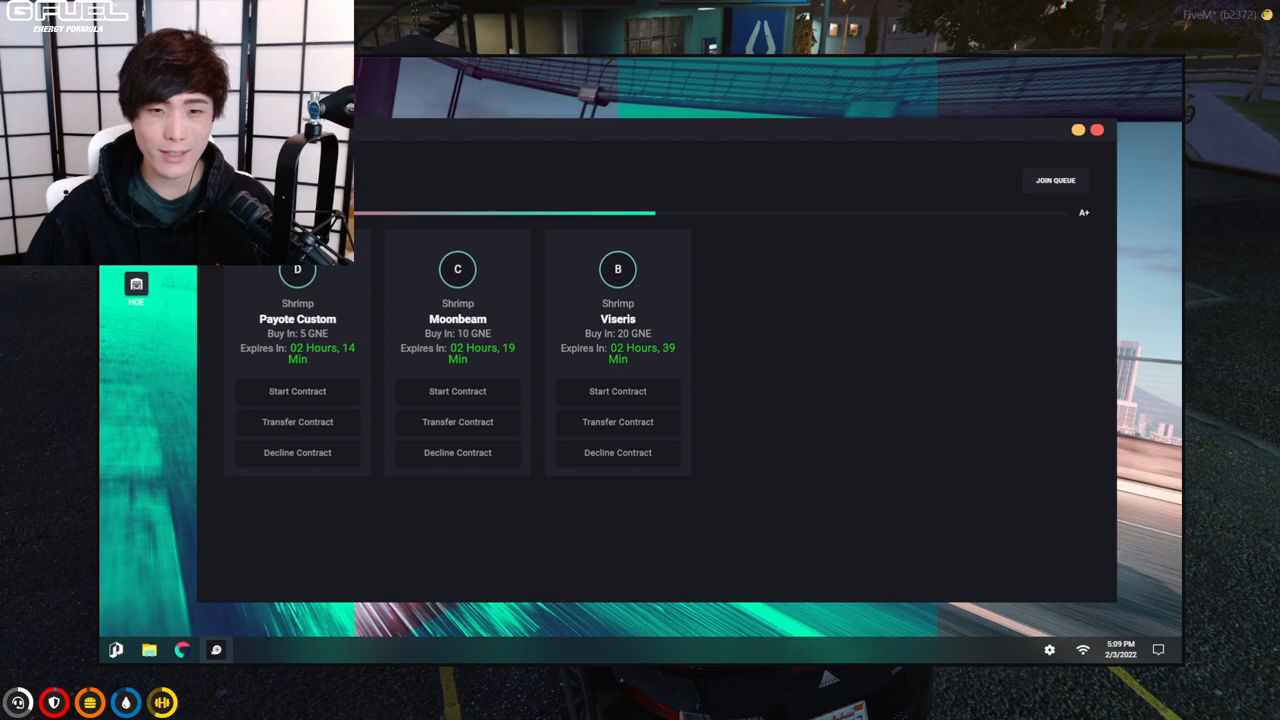 G FUEL
ENERGY FORMULA
FiveM* (b2372)
JOIN QUEUE
A+
HOE
D
Shrimp
Payote Custom
Buy In: 5 GNE
Expires In: 02 Hours, 14
Min
Start Contract
Transfer Contract
Decline Contract
C
Shrimp
Moonbeam
Buy In: 10 GNE
Expires In: 02 Hours, 19
Min
Start Contract
Transfer Contract
Decline Contract
B
Shrimp
Viseris
Buy In: 20 GNE
Expires In: 02 Hours, 39
Min
Start Contract
Transfer Contract
Decline Contract
5:09 PM
2/3/2022